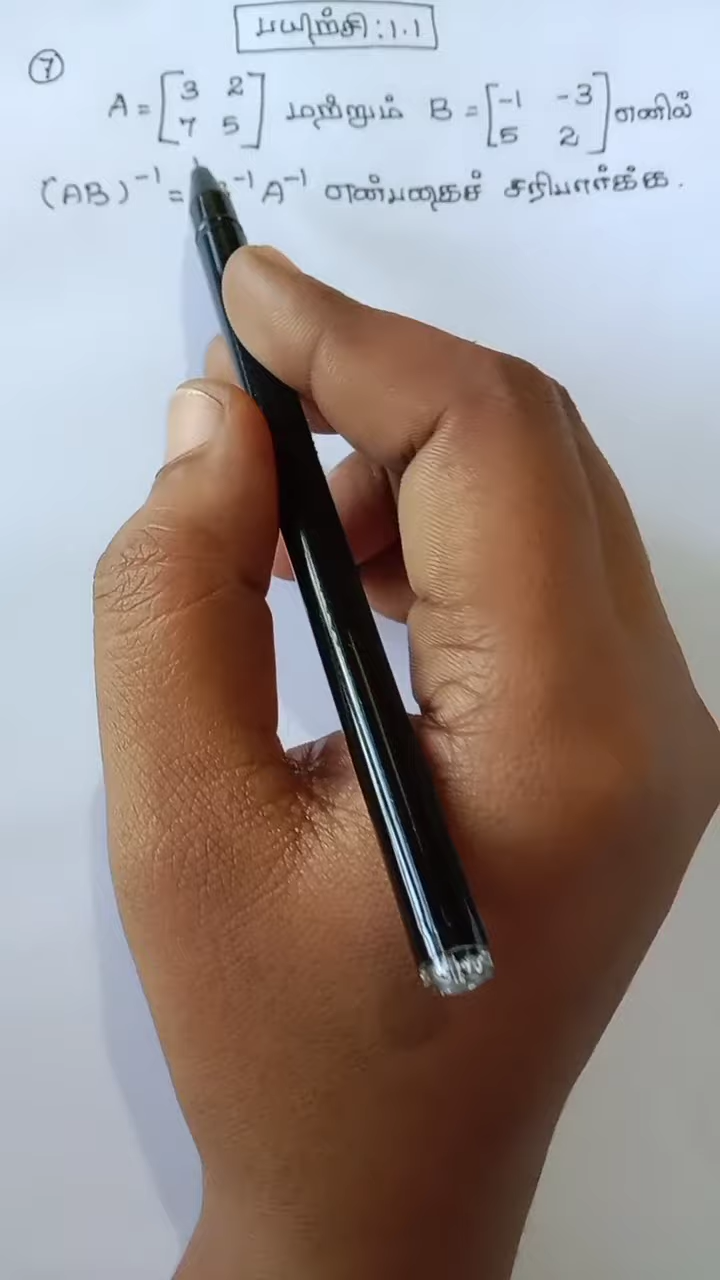 பயிற்சி : 1.1
7
A = [3 2 7 5] மற்றும் B = [-1 -3 5 2] எனில்
(AB)⁻¹ = ⁻¹ A⁻¹ என்பதைச் சரிபார்க்க.